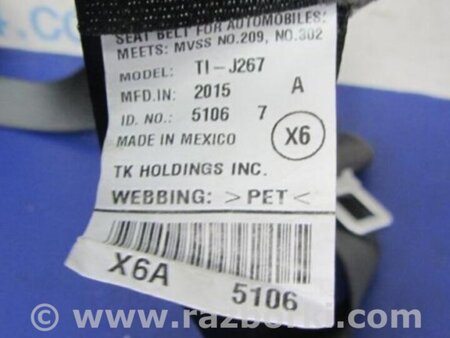 SEAT BELT FOR AUTOMOBILES:
MEETS: MVSS NO.209, NO.302
MODEL: TI-J267
MFD.IN: 2015 A
ID. NO.: 5106 7
X6
MADE IN MEXICO
TK HOLDINGS INC.
WEBBING: >PET<
X6A
5106
© www.razborki.com